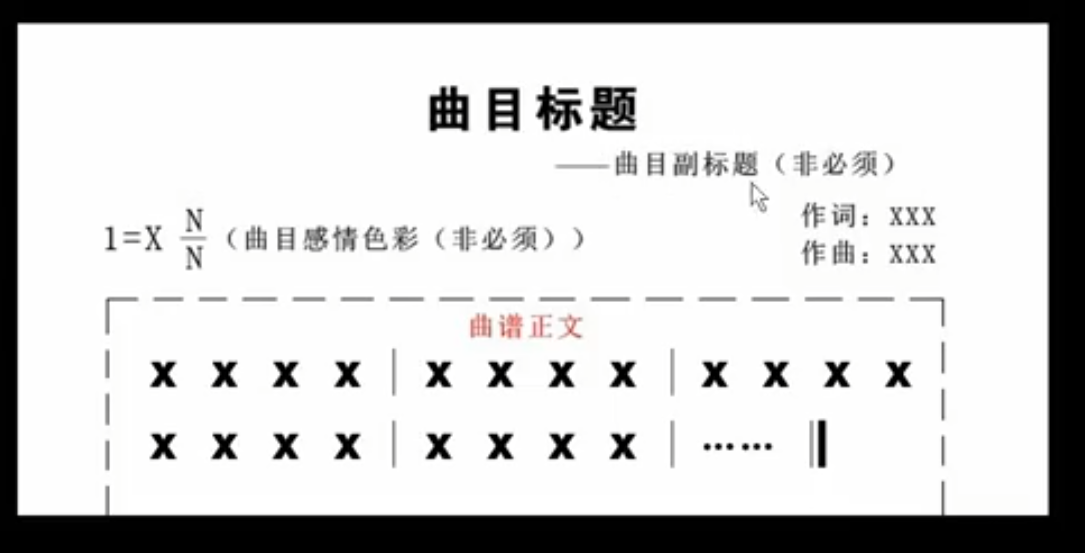 曲目标题
——曲目副标题（非必须）
1=X N/N（曲目感情色彩（非必须））
作词：XXX
作曲：XXX
曲谱正文
X X X X | X X X X | X X X X
X X X X | X X X X | …… ‖